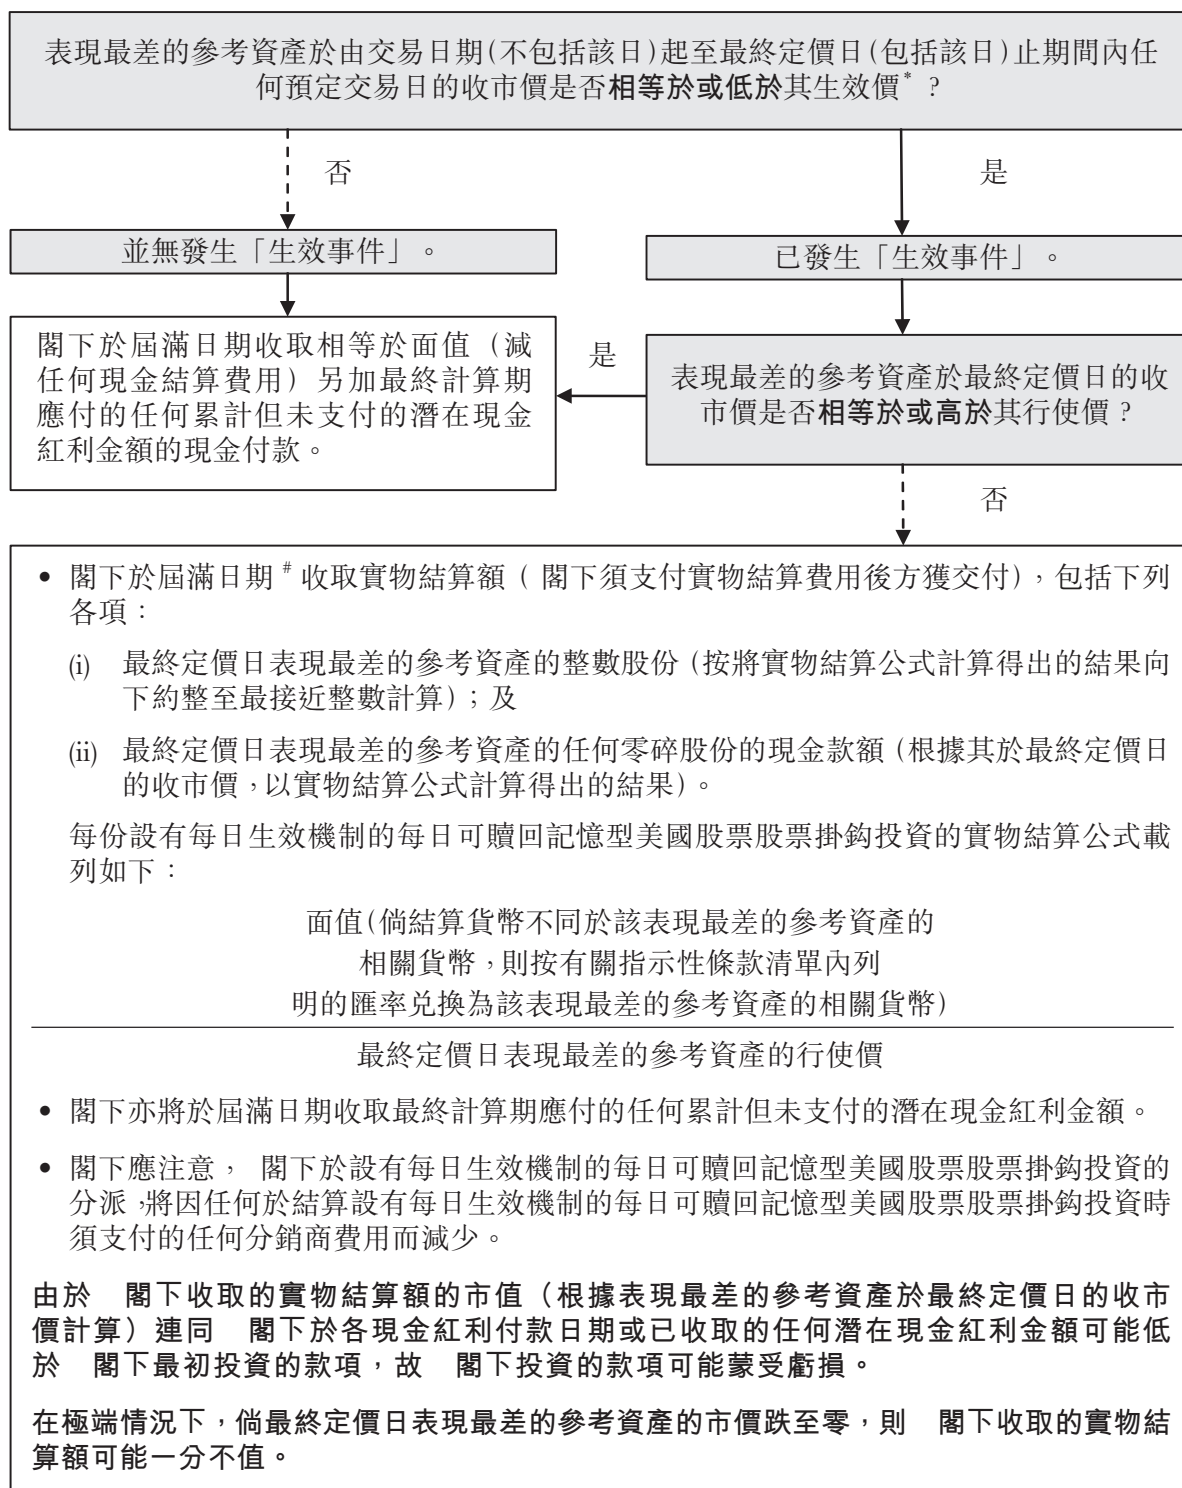 表現最差的參考資產於由交易日期(不包括該日)起至最終定價日(包括該日)止期間內任
何預定交易日的收市價是否相等於或低於其生效價* ?
否
是
並無發生「生效事件」。
已發生「生效事件」。
閣下於屆滿日期收取相等於面值（減
任何現金結算費用）另加最終計算期
應付的任何累計但未支付的潛在現金
紅利金額的現金付款。
是
表現最差的參考資產於最終定價日的收
市價是否相等於或高於其行使價?
否
• 閣下於屆滿日期# 收取實物結算額( 閣下須支付實物結算費用後方獲交付)，包括下列
各項：
(i) 最終定價日表現最差的參考資產的整數股份(按將實物結算公式計算得出的結果向
下約整至最接近整數計算)；及
(ii) 最終定價日表現最差的參考資產的任何零碎股份的現金款額(根據其於最終定價日
的收市價，以實物結算公式計算得出的結果)。
每份設有每日生效機制的每日可贖回記憶型美國股票股票掛鈎投資的實物結算公式載
列如下：
面值(倘結算貨幣不同於該表現最差的參考資產的
相關貨幣，則按有關指示性條款清單內列
明的匯率兌換為該表現最差的參考資產的相關貨幣)
最終定價日表現最差的參考資產的行使價
• 閣下亦將於屆滿日期收取最終計算期應付的任何累計但未支付的潛在現金紅利金額。
• 閣下應注意， 閣下於設有每日生效機制的每日可贖回記憶型美國股票股票掛鈎投資的
分派，將因任何於結算設有每日生效機制的每日可贖回記憶型美國股票股票掛鈎投資時
須支付的任何分銷商費用而減少。
由於 閣下收取的實物結算額的市值（根據表現最差的參考資產於最終定價日的收市
價計算）連同 閣下於各現金紅利付款日期或已收取的任何潛在現金紅利金額可能低
於 閣下最初投資的款項，故 閣下投資的款項可能蒙受虧損。
在極端情況下，倘最終定價日表現最差的參考資產的市價跌至零，則 閣下收取的實物結
算額可能一分不值。